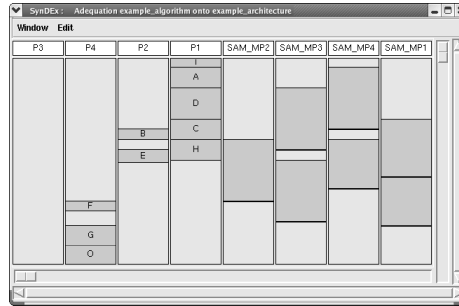 SynDEx : Adequation example_algorithm onto example_architecture
Window Edit
P3 P4 P2 P1 SAM_MP2 SAM_MP3 SAM_MP4 SAM_MP1
I
A
D
C
B
H
E
F
G
O